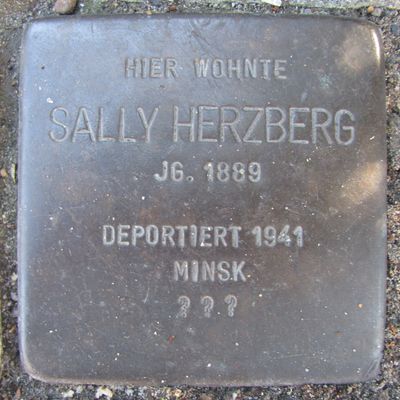 HIER WOHNTE
SALLY HERZBERG
JG. 1889
DEPORTIERT 1941
MINSK
? ? ?